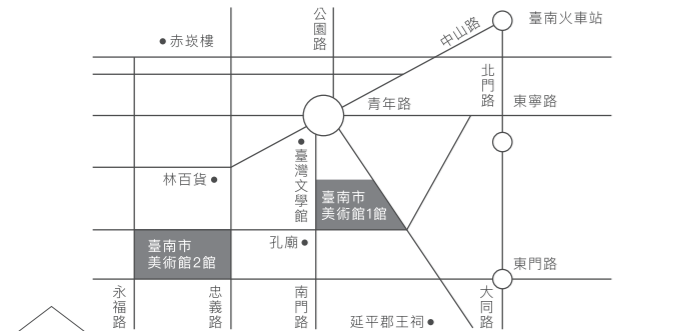 公園路
中山路
臺南火車站
赤崁樓
北門路
青年路
東寧路
臺灣文學館
林百貨
臺南市
美術館1館
孔廟
臺南市
美術館2館
東門路
永福路
忠義路
南門路
延平郡王祠
大同路